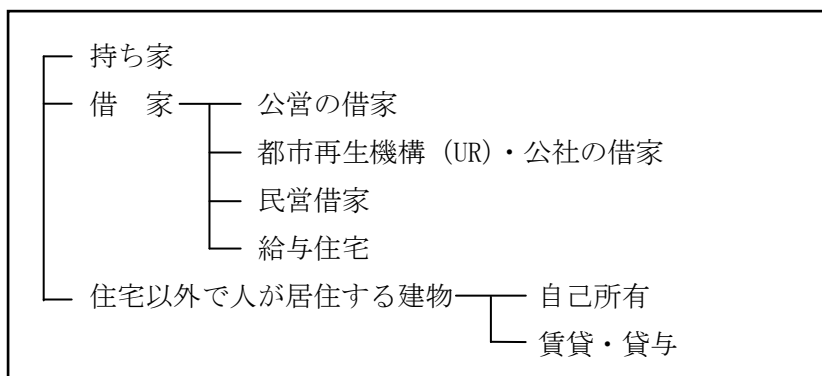 持ち家
借　家
公営の借家
都市再生機構 (UR)・公社の借家
民営借家
給与住宅
住宅以外で人が居住する建物
自己所有
賃貸・貸与